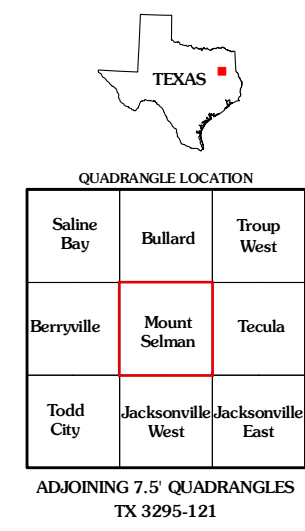 TEXAS
QUADRANGLE LOCATION
Saline
Bay
Bullard
Troup
West
Berryville
Mount
Selman
Tecula
Todd
City
Jacksonville
West
Jacksonville
East
ADJOINING 7.5' QUADRANGLES
TX 3295-121